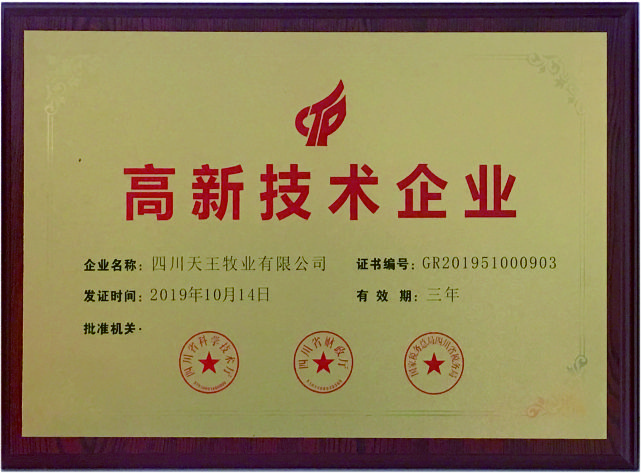 CTP
高新技术企业
企业名称：四川天王牧业有限公司 证书编号：GR201951000903
发证时间：2019年10月14日 有效期：三年
批准机关：
四川省科学技术厅 四川省财政厅 国家税务总局四川省税务局